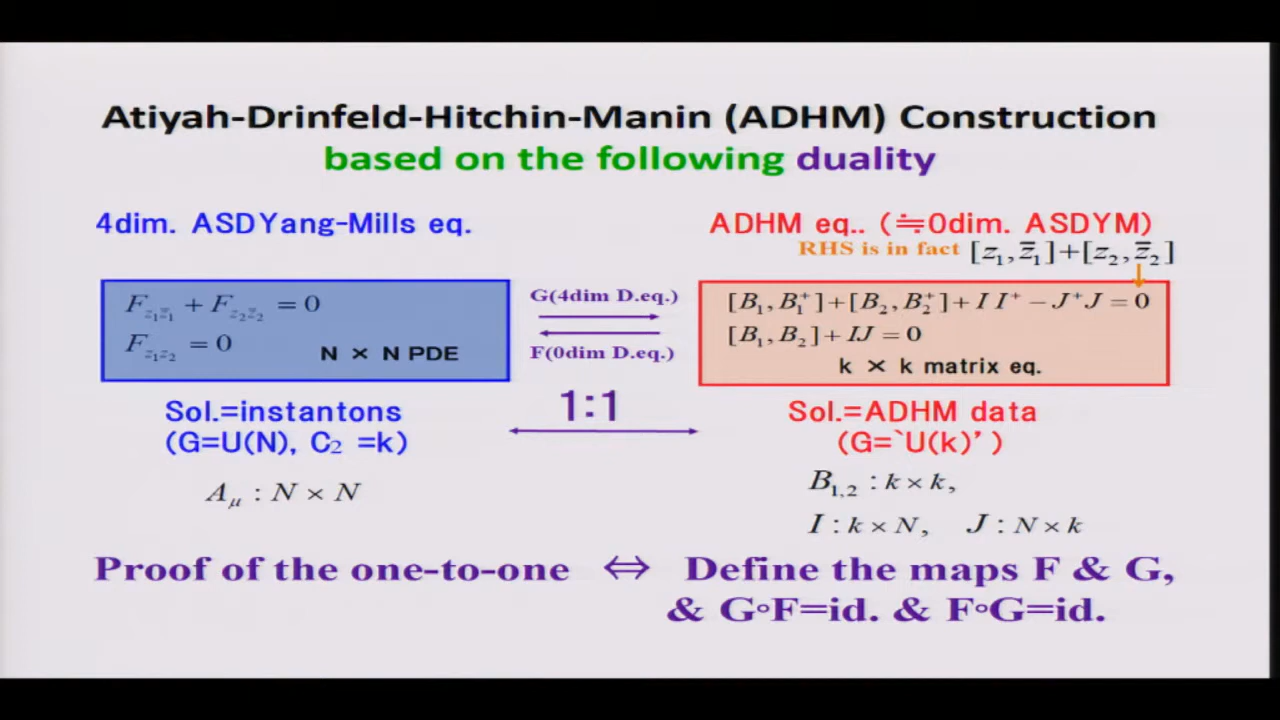 Atiyah-Drinfeld-Hitchin-Manin (ADHM) Construction
based on the following duality
4dim. ASDYang-Mills eq.
ADHM eq.. (≒0dim. ASDYM)
RHS is in fact [z₁, z̄₁]+[z₂, z̄₂]
F_{z₁z̄₁} + F_{z₂z̄₂} = 0
F_{z₁z₂} = 0
N × N PDE
G(4dim D.eq.)
F(0dim D.eq.)
[B₁, B₁⁺]+[B₂, B₂⁺]+I I⁺ − J⁺J = 0
[B₁, B₂]+ IJ = 0
k × k matrix eq.
1:1
Sol.=instantons
(G=U(N), C₂ =k)
A_μ : N × N
Sol.=ADHM data
(G=`U(k)’ )
B_{1,2} : k × k,
I : k × N, J : N × k
Proof of the one-to-one ⇔ Define the maps F & G,
& G∘F=id. & F∘G=id.